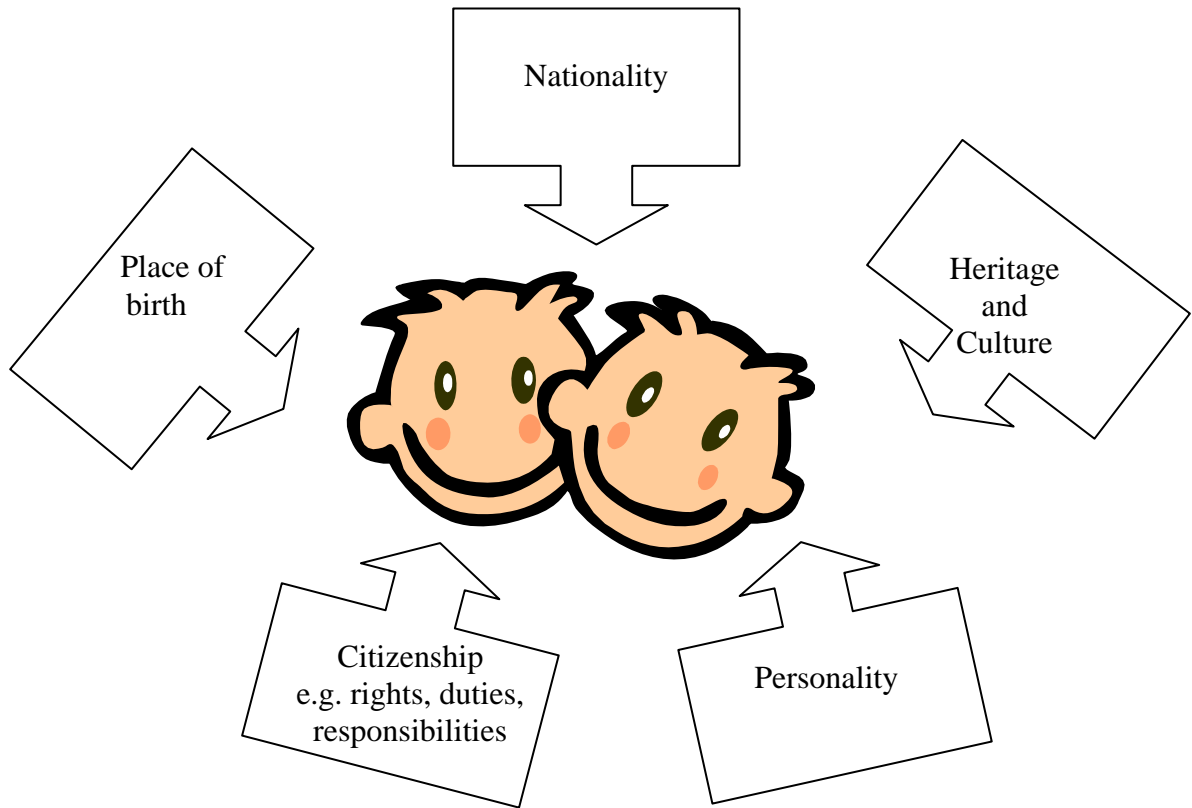 Nationality
Place of
birth
Heritage
and
Culture
Citizenship
e.g. rights, duties,
responsibilities
Personality